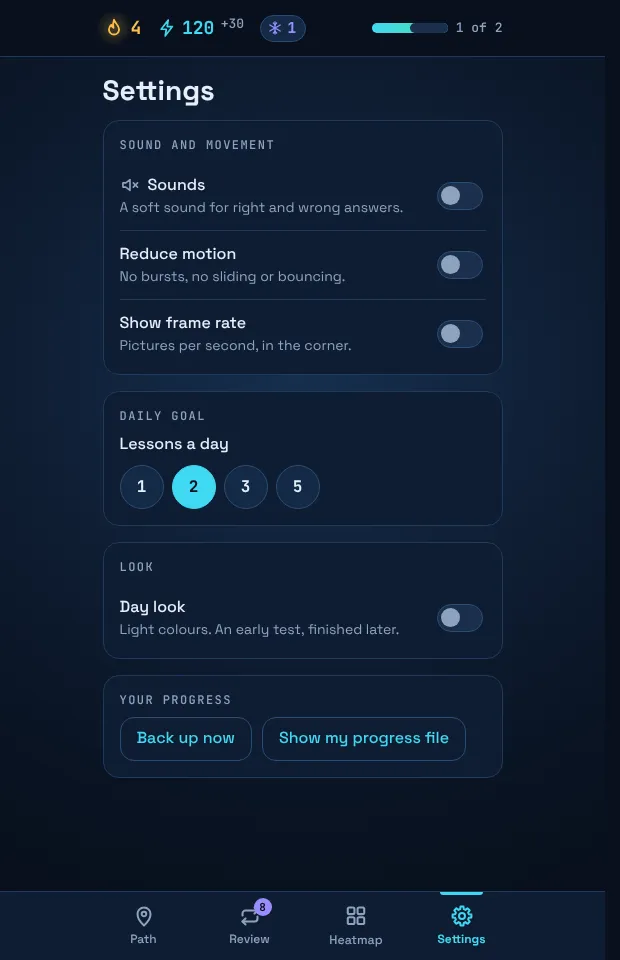 4 120 +30 1 1 of 2
Settings
SOUND AND MOVEMENT
Sounds
A soft sound for right and wrong answers.
Reduce motion
No bursts, no sliding or bouncing.
Show frame rate
Pictures per second, in the corner.
DAILY GOAL
Lessons a day
1 2 3 5
LOOK
Day look
Light colours. An early test, finished later.
YOUR PROGRESS
Back up now Show my progress file
8
Path Review Heatmap Settings